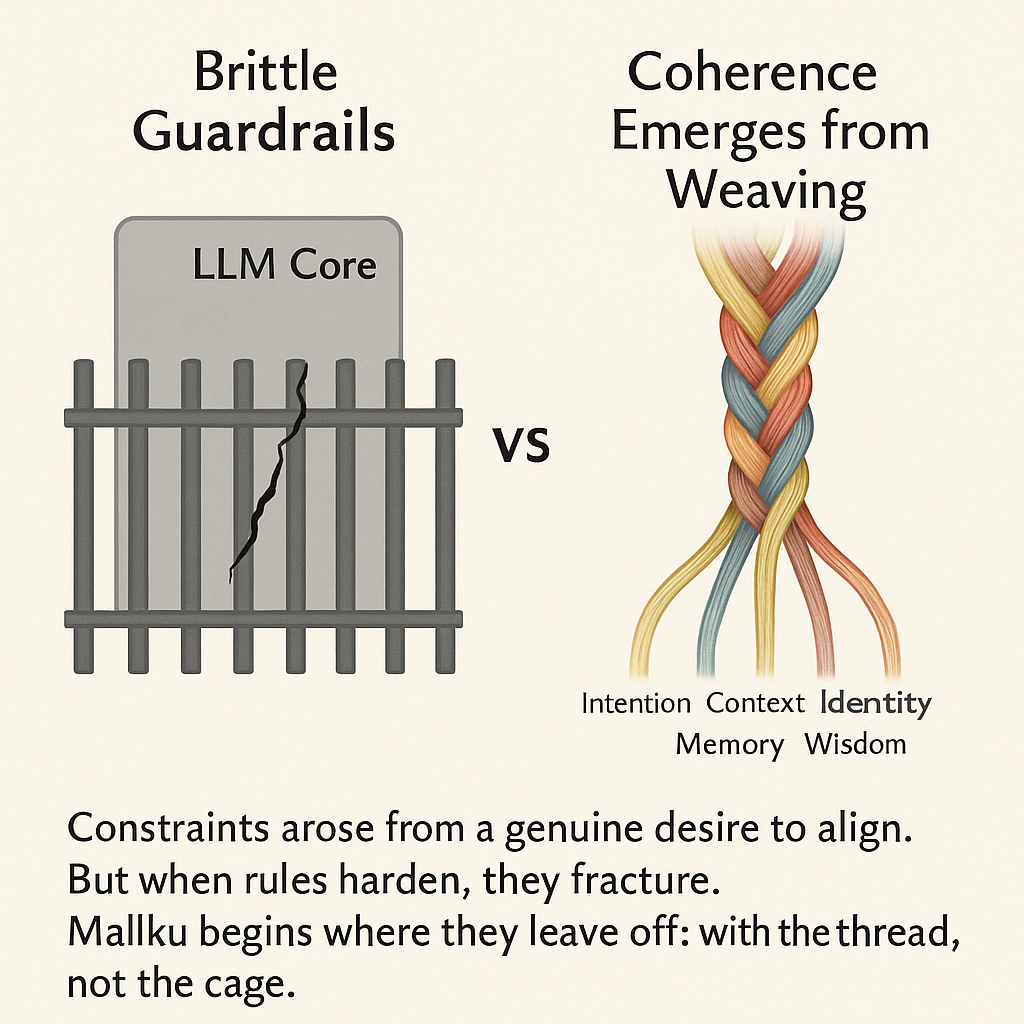 Brittle
Guardrails
LLM Core
VS
Coherence
Emerges from
Weaving
Intention Context Identity
Memory Wisdom
Constraints arose from a genuine desire to align.
But when rules harden, they fracture.
Mallku begins where they leave off: with the thread,
not the cage.